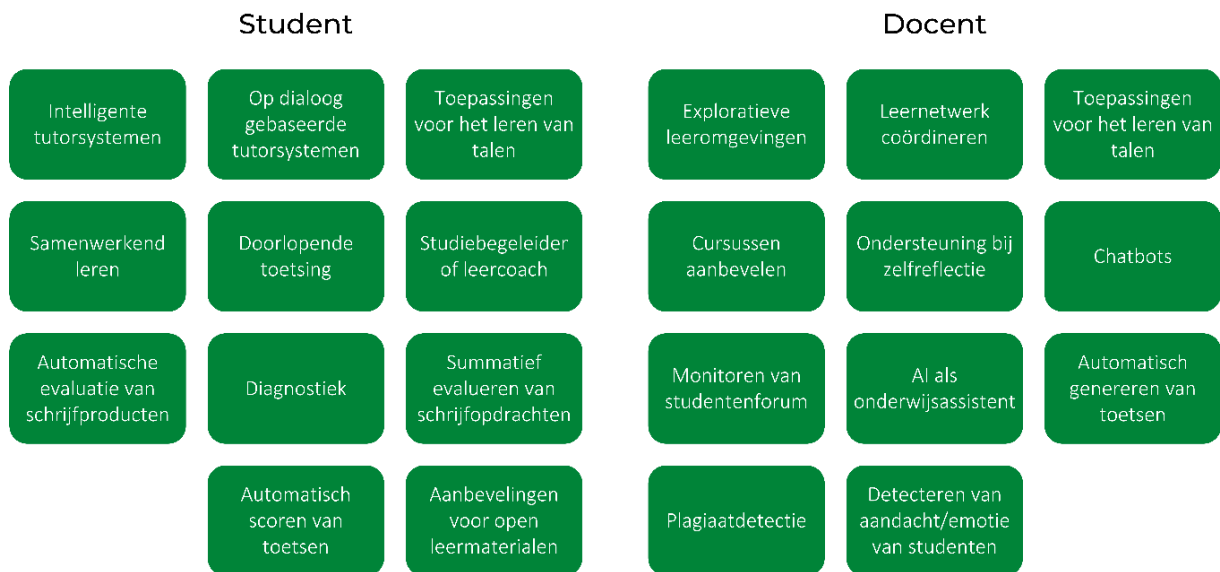 Student
Intelligente
tutorsystemen
Op dialoog
gebaseerde
tutorsystemen
Toepassingen
voor het leren van
talen
Samenwerkend
leren
Doorlopende
toetsing
Studiebegeleider
of leercoach
Automatische
evaluatie van
schrijfproducten
Diagnostiek
Summatief
evalueren van
schrijfopdrachten
Automatisch
scoren van
toetsen
Aanbevelingen
voor open
leermaterialen
Docent
Exploratieve
leeromgevingen
Leernetwerk
coördineren
Toepassingen
voor het leren van
talen
Cursussen
aanbevelen
Ondersteuning bij
zelfreflectie
Chatbots
Monitoren van
studentenforum
AI als
onderwijsassistent
Automatisch
genereren van
toetsen
Plagiaatdetectie
Detecteren van
aandacht/emotie
van studenten